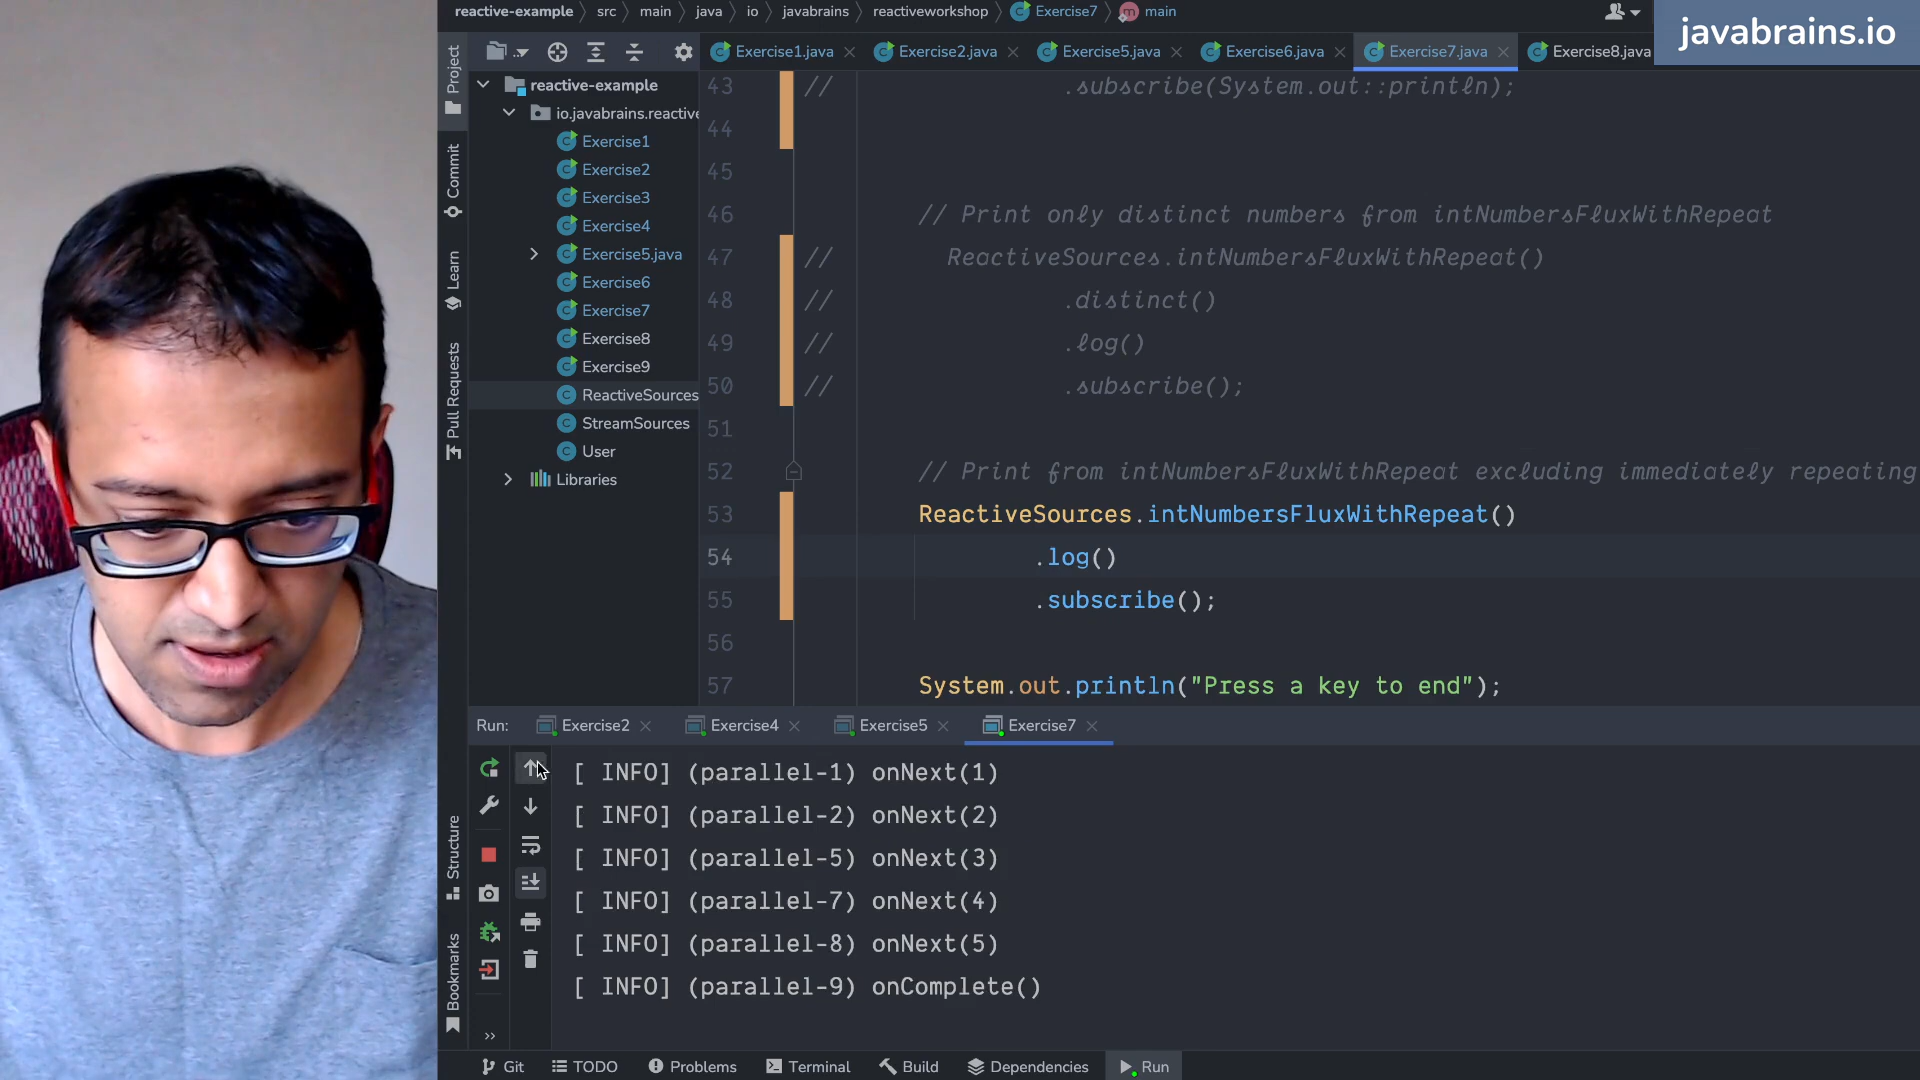 reactive-example src main java io javabrains reactiveworkshop Exercise7 main
javabrains.io
Exercise1.java Exercise2.java Exercise5.java Exercise6.java Exercise7.java Exercise8.java
Project
Commit
Learn
Pull Requests
Structure
Bookmarks
reactive-example
io.javabrains.reactive
Exercise1
Exercise2
Exercise3
Exercise4
Exercise5.java
Exercise6
Exercise7
Exercise8
Exercise9
ReactiveSources
StreamSources
User
Libraries
43 // .subscribe(System.out::println);
44
45
46 // Print only distinct numbers from intNumbersFluxWithRepeat
47 // ReactiveSources.intNumbersFluxWithRepeat()
48 // .distinct()
49 // .log()
50 // .subscribe();
51
52 // Print from intNumbersFluxWithRepeat excluding immediately repeating
53 ReactiveSources.intNumbersFluxWithRepeat()
54 .log()
55 .subscribe();
56
57 System.out.println("Press a key to end");
Run: Exercise2 Exercise4 Exercise5 Exercise7
[ INFO] (parallel-1) onNext(1)
[ INFO] (parallel-2) onNext(2)
[ INFO] (parallel-5) onNext(3)
[ INFO] (parallel-7) onNext(4)
[ INFO] (parallel-8) onNext(5)
[ INFO] (parallel-9) onComplete()
Git TODO Problems Terminal Build Dependencies Run